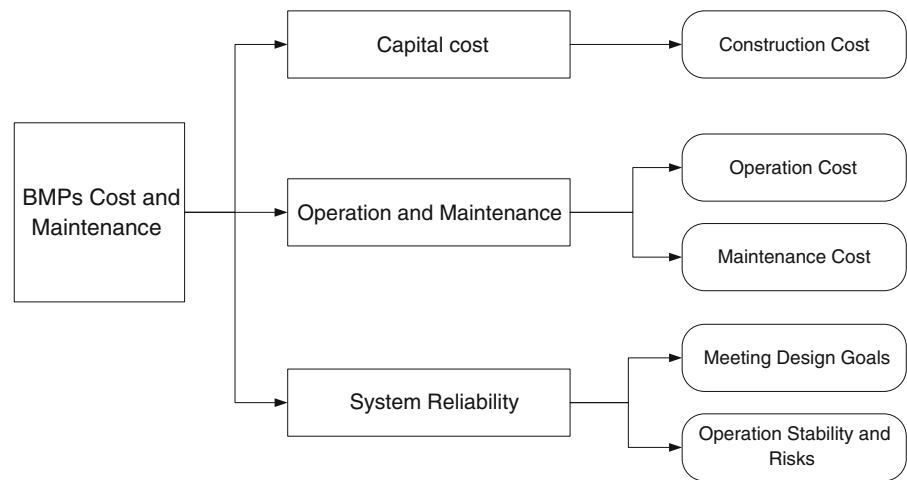 Capital cost
Construction Cost
BMPs Cost and
Maintenance
Operation and Maintenance
Operation Cost
Maintenance Cost
System Reliability
Meeting Design Goals
Operation Stability and
Risks